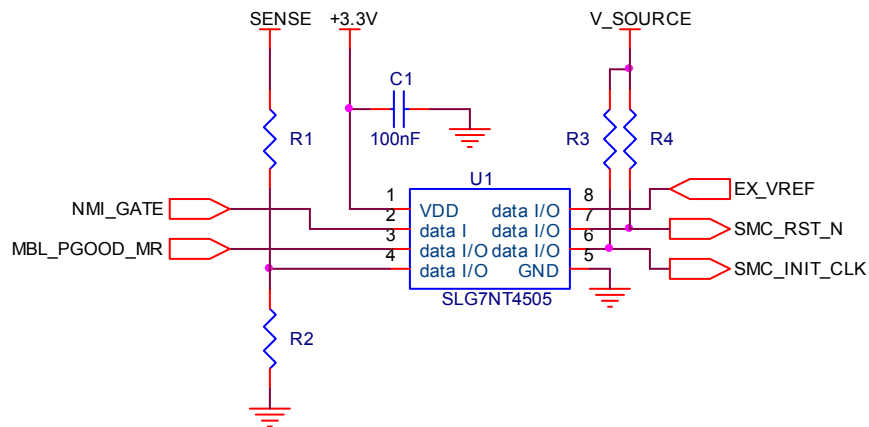 SENSE +3.3V V_SOURCE
C1
100nF
R1 R3 R4
U1
NMI_GATE 1 VDD data I/O 8 EX_VREF
2 data I data I/O 7 SMC_RST_N
MBL_PGOOD_MR 3 data I/O data I/O 6
4 data I/O GND 5 SMC_INIT_CLK
SLG7NT4505
R2